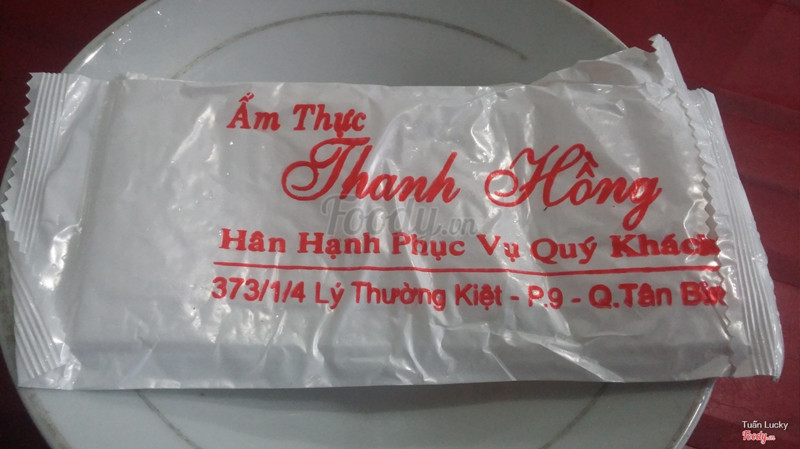 Ẩm Thực
Thanh Hồng
Foody.vn
Hân Hạnh Phục Vụ Quý Khách
373/1/4 Lý Thường Kiệt - P.9 - Q.Tân
Tuấn Lucky
Foody.vn